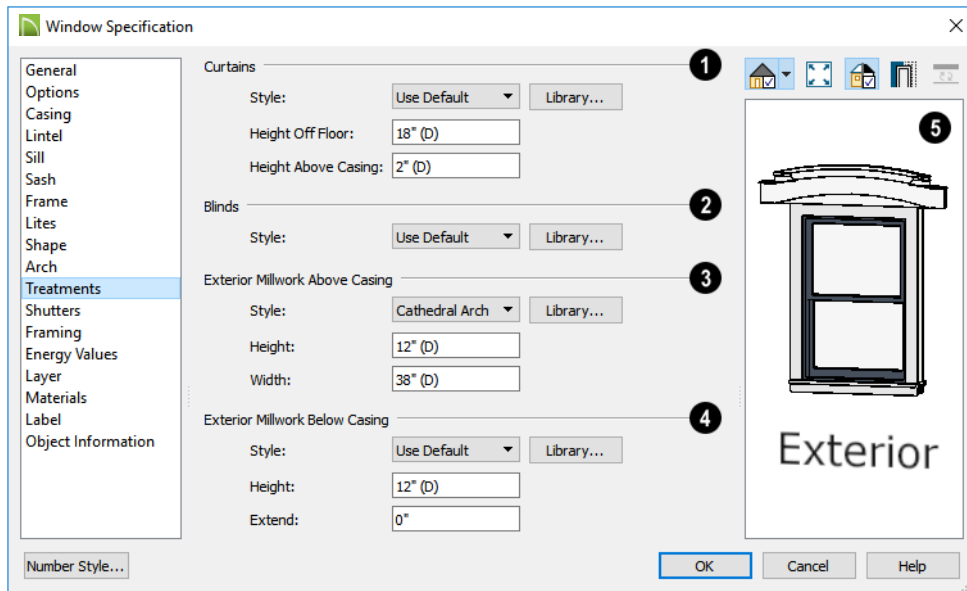 Window Specification
General
Options
Casing
Lintel
Sill
Sash
Frame
Lites
Shape
Arch
Treatments
Shutters
Framing
Energy Values
Layer
Materials
Label
Object Information
Curtains 1
Style: Use Default Library...
Height Off Floor: 18" (D)
Height Above Casing: 2" (D)
Blinds 2
Style: Use Default Library...
Exterior Millwork Above Casing 3
Style: Cathedral Arch Library...
Height: 12" (D)
Width: 38" (D)
Exterior Millwork Below Casing 4
Style: Use Default Library...
Height: 12" (D)
Extend: 0"
5
Exterior
Number Style... OK Cancel Help